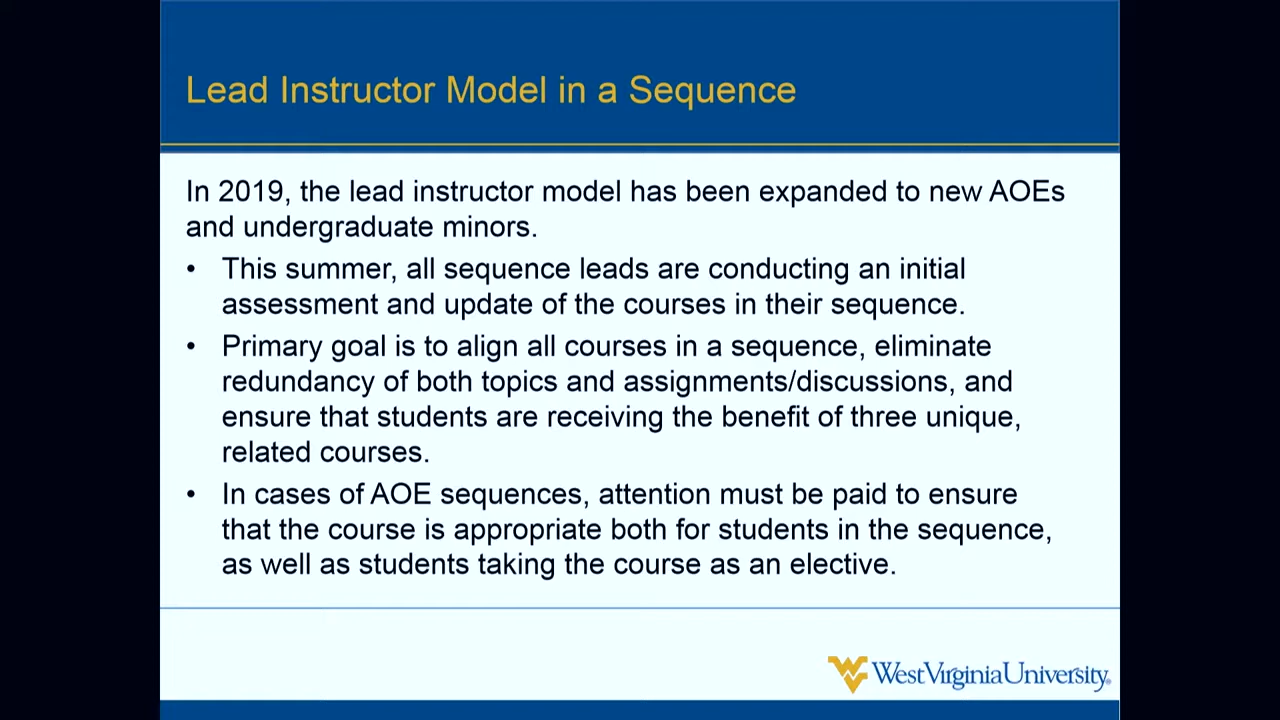 Lead Instructor Model in a Sequence
In 2019, the lead instructor model has been expanded to new AOEs
and undergraduate minors.
• This summer, all sequence leads are conducting an initial
assessment and update of the courses in their sequence.
• Primary goal is to align all courses in a sequence, eliminate
redundancy of both topics and assignments/discussions, and
ensure that students are receiving the benefit of three unique,
related courses.
• In cases of AOE sequences, attention must be paid to ensure
that the course is appropriate both for students in the sequence,
as well as students taking the course as an elective.
WestVirginiaUniversity®